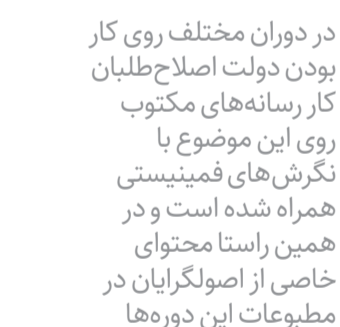 در دوران مختلف روی کار
بودن دولت اصلاح‌طلبان
کار رسانه‌های مکتوب
روی این موضوع با
نگرش‌های فمینیستی
همراه شده است و در
همین راستا محتوای
خاصی از اصولگرایان در
مطبوعات این دوره‌ها